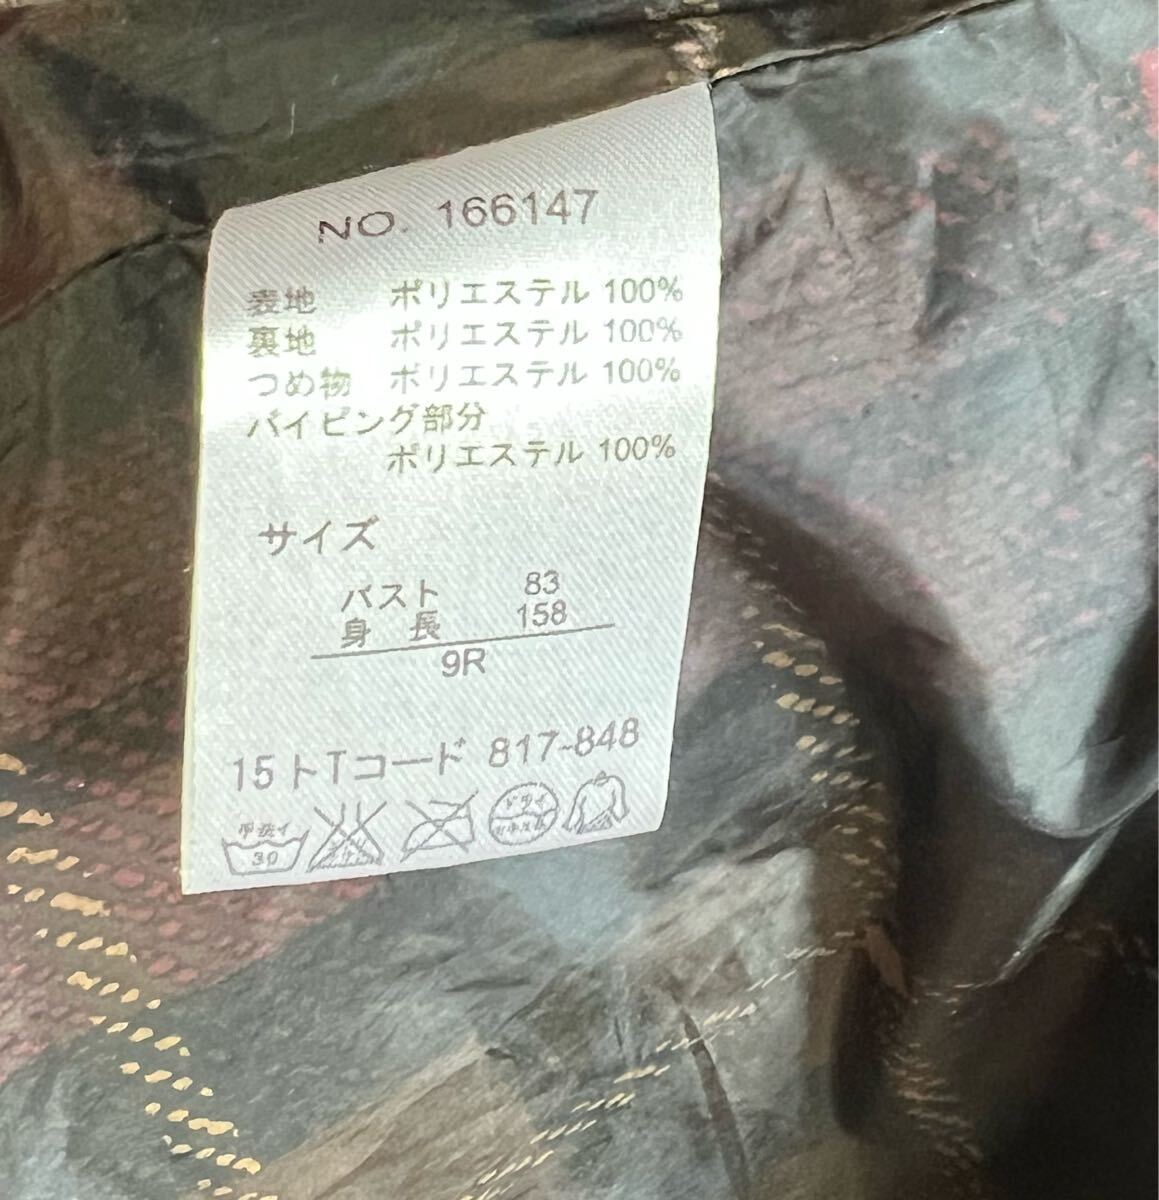 NO. 166147
表地 ポリエステル 100%
裏地 ポリエステル 100%
つめ物 ポリエステル 100%
パイピング部分
ポリエステル 100%
サイズ
バスト 83
身 長 158
9R
15トTコード 817-848
手洗イ
30
ドライ